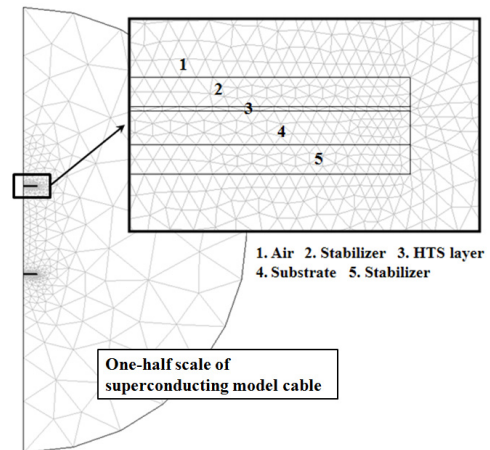 1
2
3
4
5
1. Air 2. Stabilizer 3. HTS layer
4. Substrate 5. Stabilizer
One-half scale of
superconducting model cable